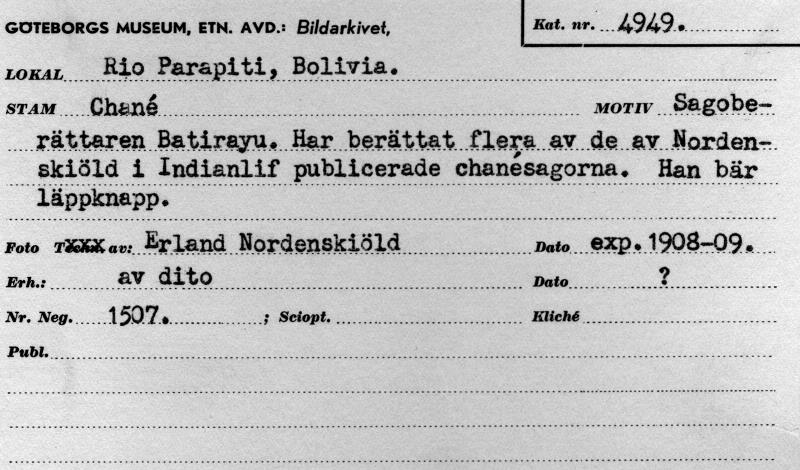 GÖTEBORGS MUSEUM, ETN. AVD.: Bildarkivet,
Kat. nr. 4949.
LOKAL Rio Parapiti, Bolivia.
STAM Chané MOTIV Sagobe-
rättaren Batirayu. Har berättat flera av de av Norden-
skiöld i Indianlif publicerade chanésagorna. Han bär
läppknapp.
Foto av: Erland Nordenskiöld Dato exp. 1908-09.
Erh.: av dito Dato ?
Nr. Neg. 1507. ; Sciopt. Kliché
Publ.